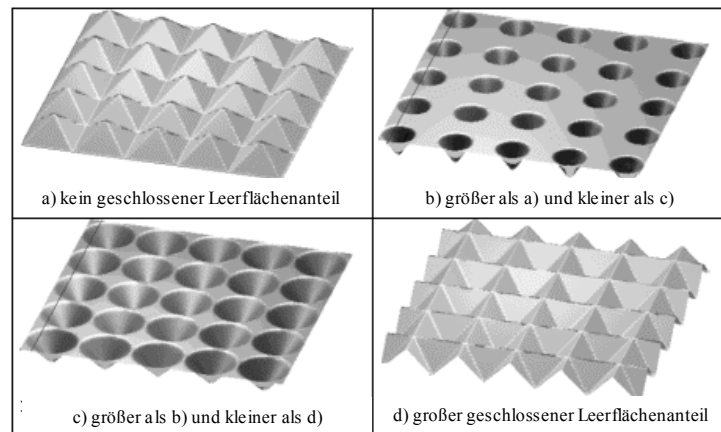 a) kein geschlossener Leerflächenanteil
b) größer als a) und kleiner als c)
c) größer als b) und kleiner als d)
d) großer geschlossener Leerflächenanteil